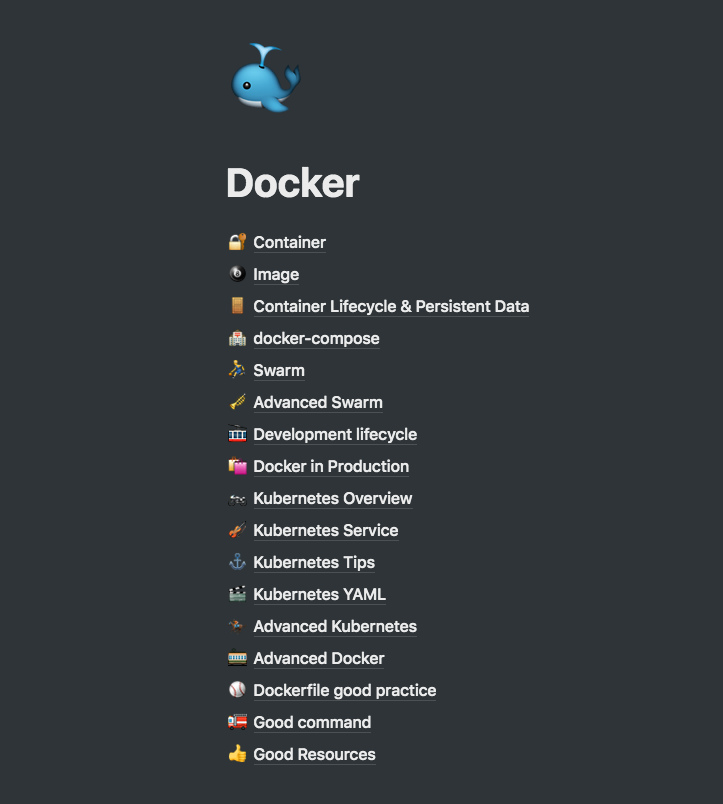 Docker
Container
Image
Container Lifecycle & Persistent Data
docker-compose
Swarm
Advanced Swarm
Development lifecycle
Docker in Production
Kubernetes Overview
Kubernetes Service
Kubernetes Tips
Kubernetes YAML
Advanced Kubernetes
Advanced Docker
Dockerfile good practice
Good command
Good Resources